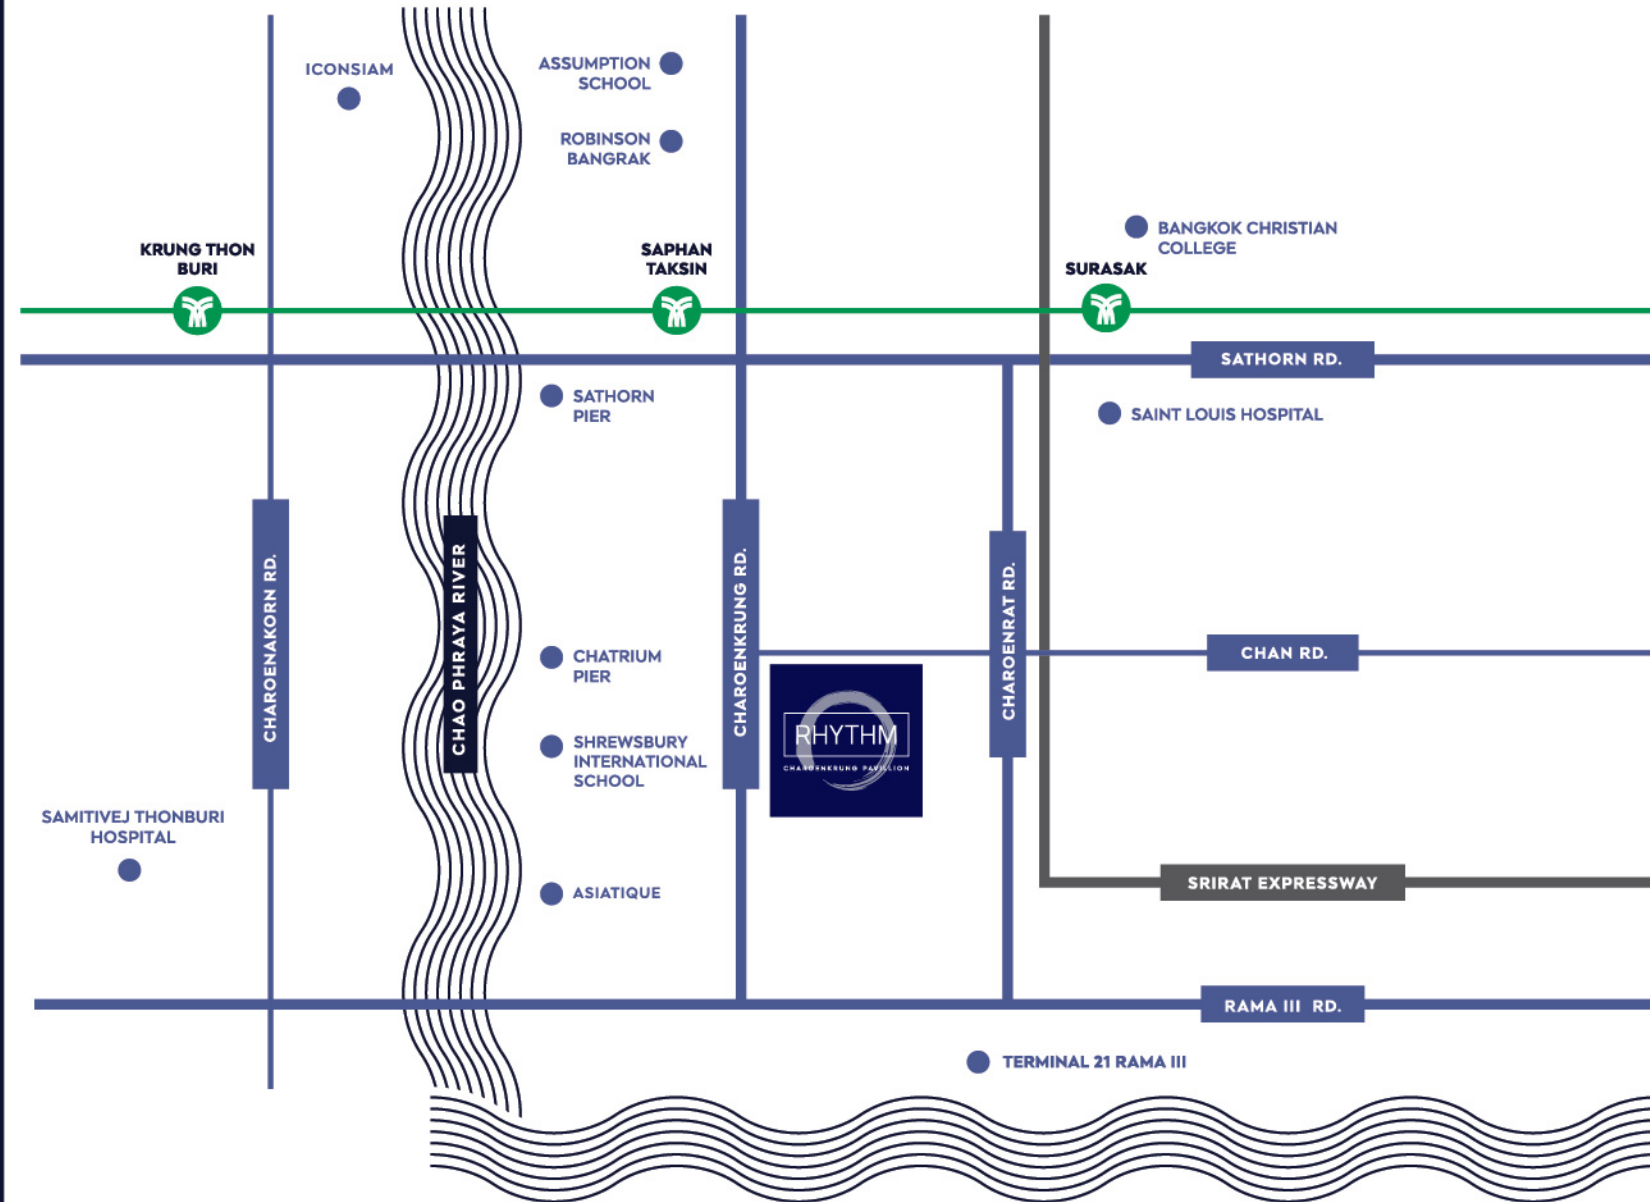 ICONSIAM
ASSUMPTION
SCHOOL
ROBINSON
BANGRAK
BANGKOK CHRISTIAN
COLLEGE
KRUNG THON
BURI
SAPHAN
TAKSIN
SURASAK
SATHORN RD.
SATHORN
PIER
SAINT LOUIS HOSPITAL
CHAROENAKORN RD.
CHAO PHRAYA RIVER
CHAROENKRUNG RD.
CHAROENRAT RD.
CHAN RD.
CHATRIUM
PIER
RHYTHM
CHAROENKRUNG PAVILLION
SHREWSBURY
INTERNATIONAL
SCHOOL
SAMITIVEJ THONBURI
HOSPITAL
ASIATIQUE
SRIRAT EXPRESSWAY
RAMA III RD.
TERMINAL 21 RAMA III